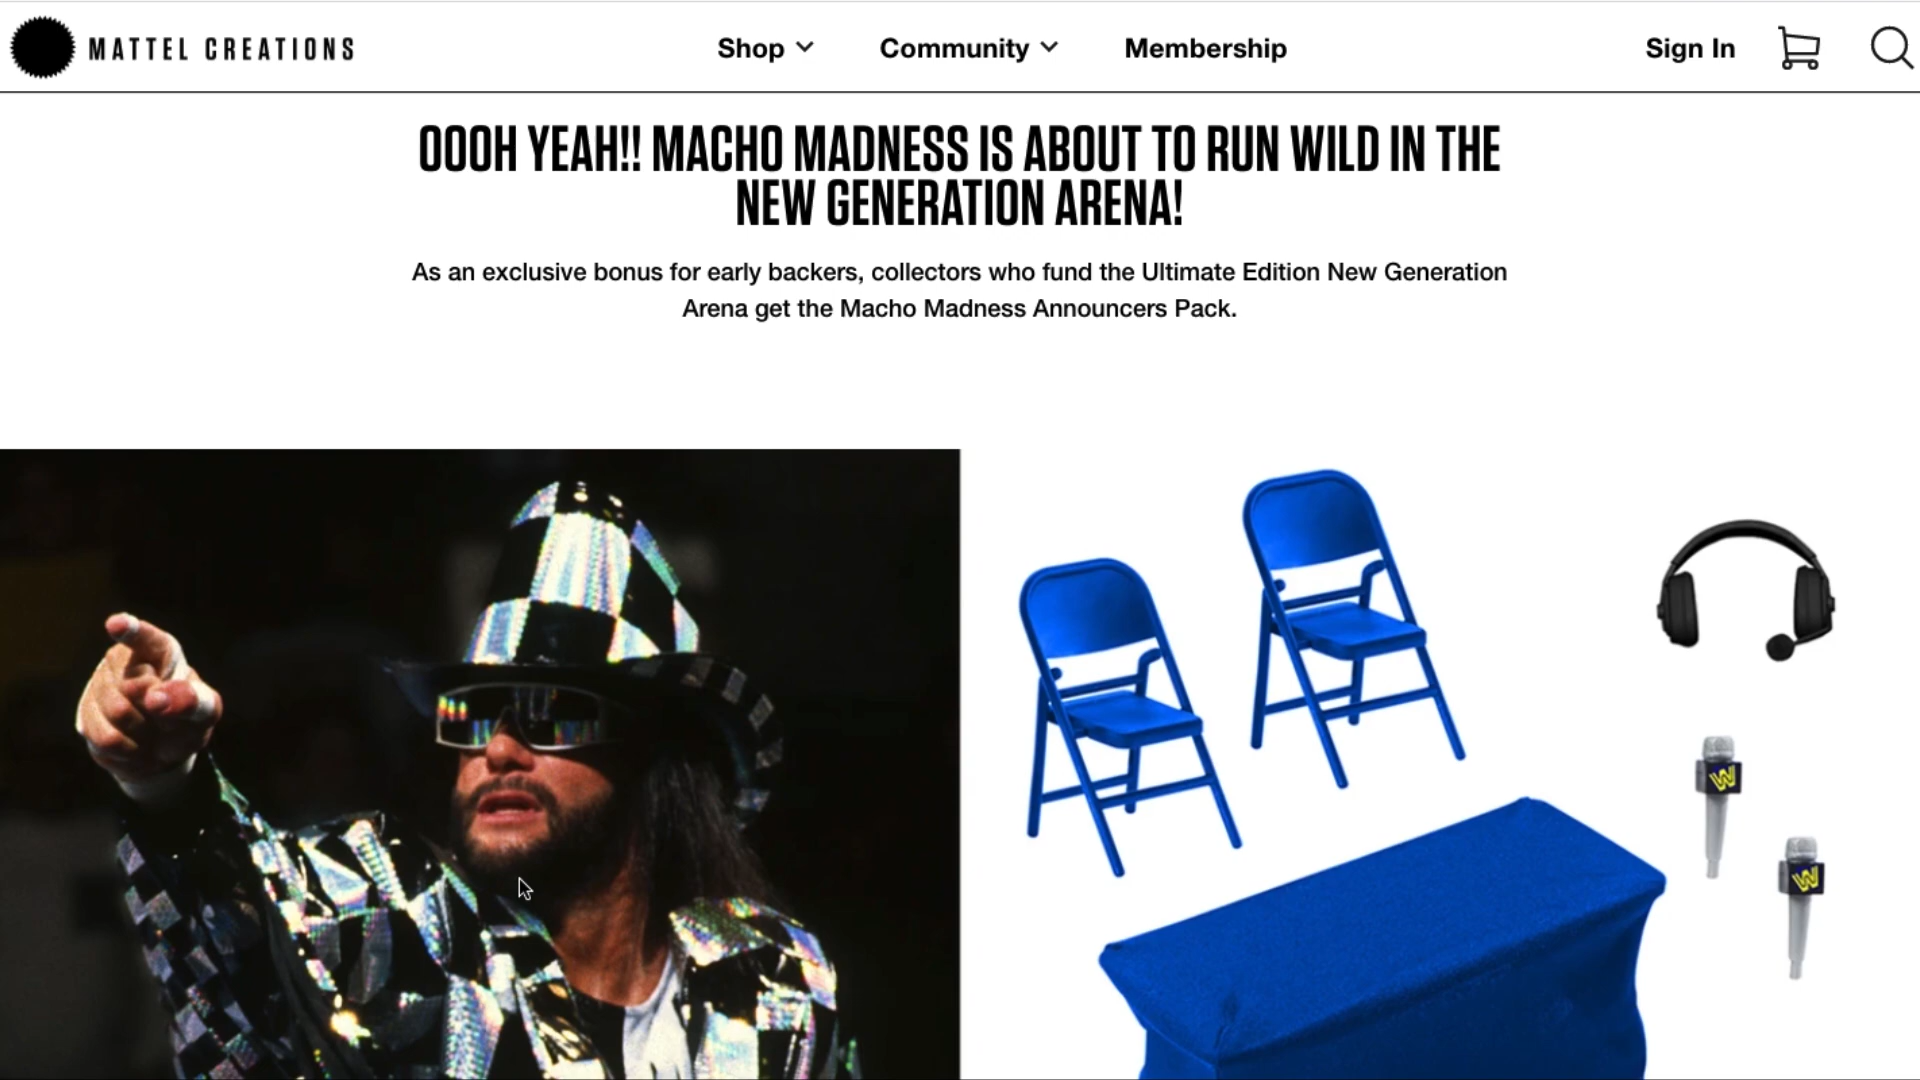 MATTEL CREATIONS
Shop
Community
Membership
Sign In
OOOH YEAH!! MACHO MADNESS IS ABOUT TO RUN WILD IN THE
NEW GENERATION ARENA!
As an exclusive bonus for early backers, collectors who fund the Ultimate Edition New Generation
Arena get the Macho Madness Announcers Pack.
W
W